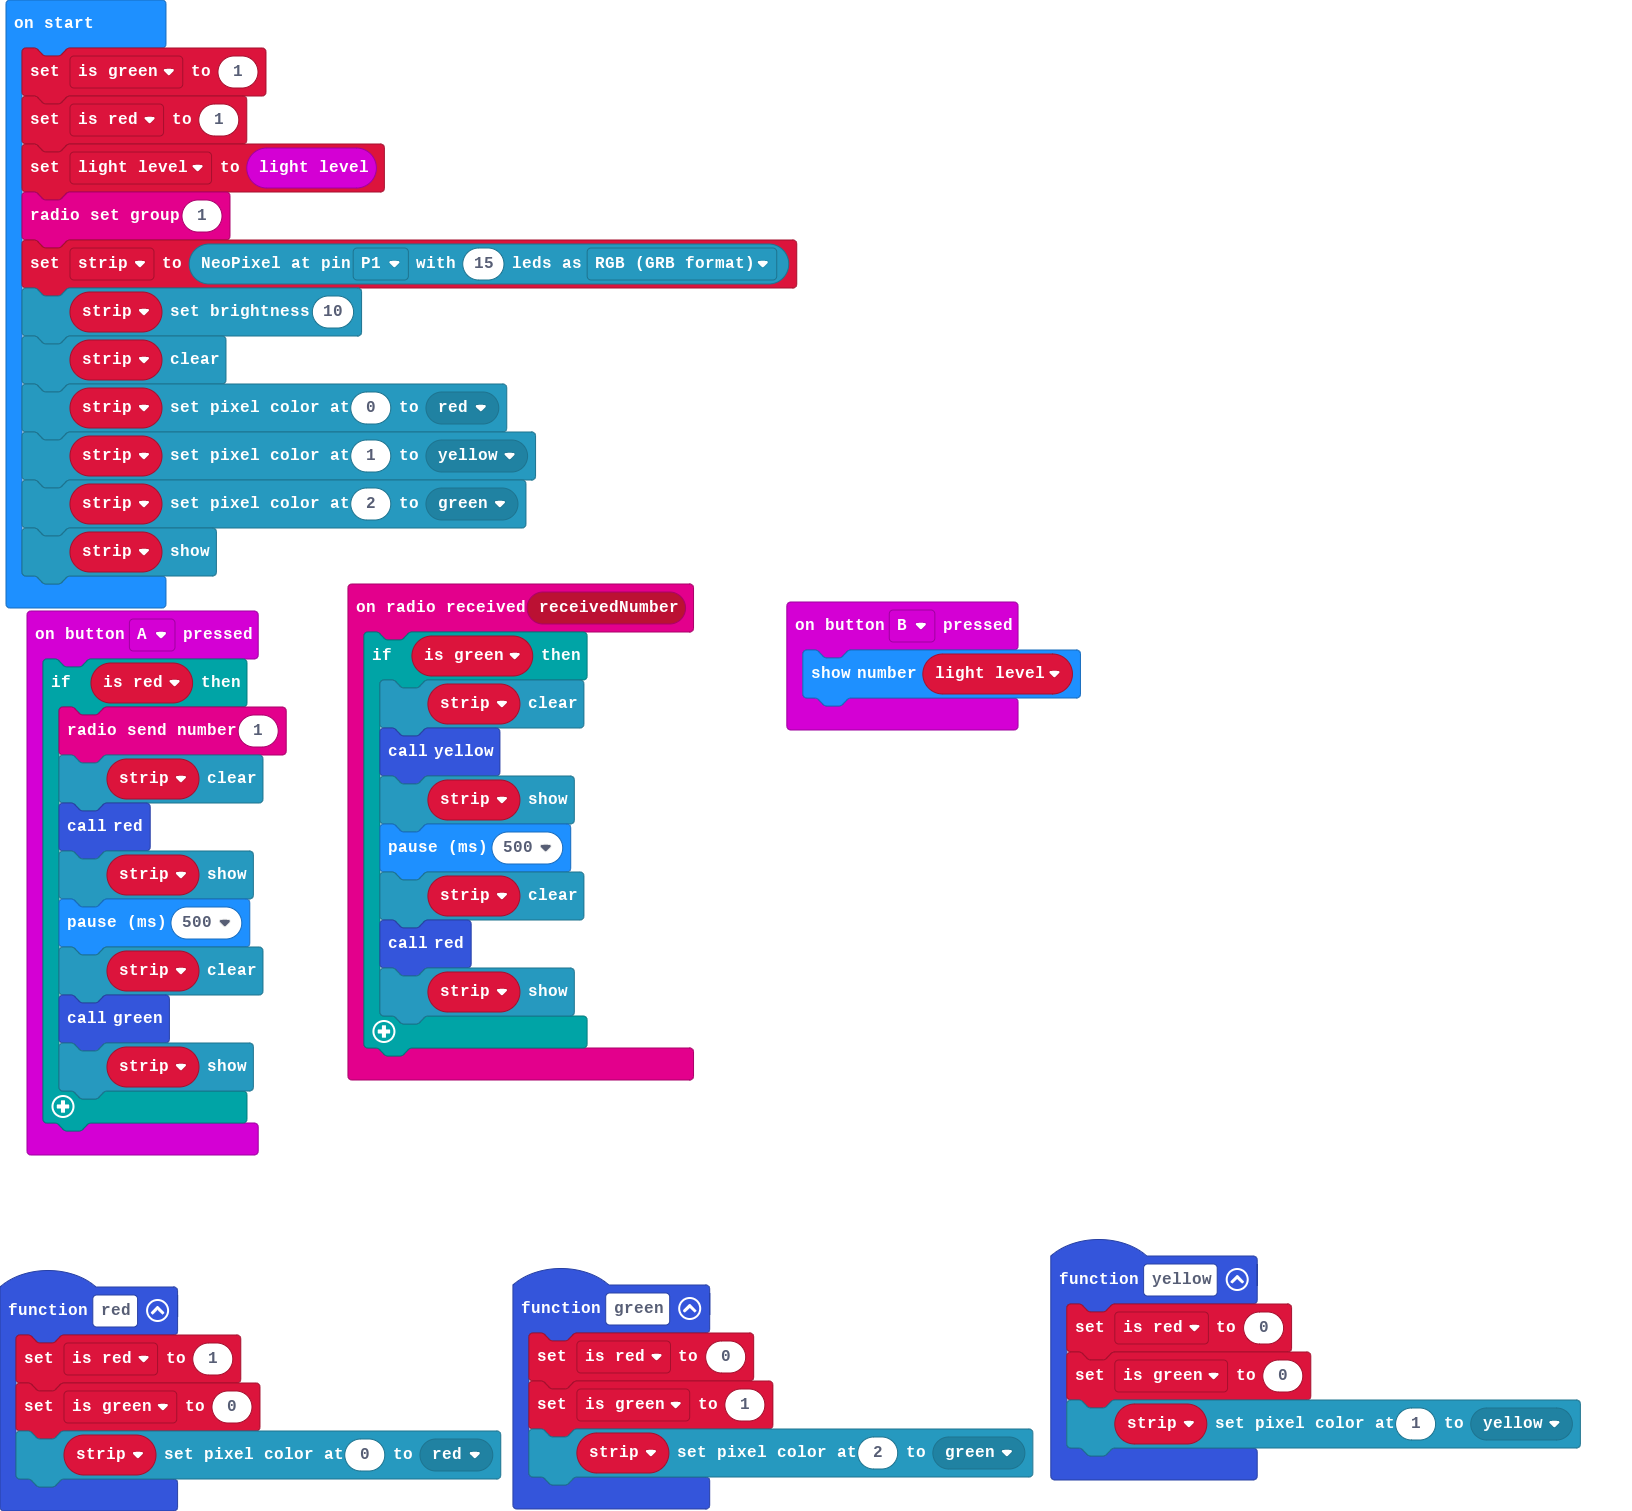 on start
set is green to 1
set is red to 1
set light level to light level
radio set group 1
set strip to NeoPixel at pin P1 with 15 leds as RGB (GRB format)
strip set brightness 10
strip clear
strip set pixel color at 0 to red
strip set pixel color at 1 to yellow
strip set pixel color at 2 to green
strip show
on button A pressed
if is red then
radio send number 1
strip clear
call red
strip show
pause (ms) 500
strip clear
call green
strip show
on radio received receivedNumber
if is green then
strip clear
call yellow
strip show
pause (ms) 500
strip clear
call red
strip show
on button B pressed
show number light level
function red
set is red to 1
set is green to 0
strip set pixel color at 0 to red
function green
set is red to 0
set is green to 1
strip set pixel color at 2 to green
function yellow
set is red to 0
set is green to 0
strip set pixel color at 1 to yellow